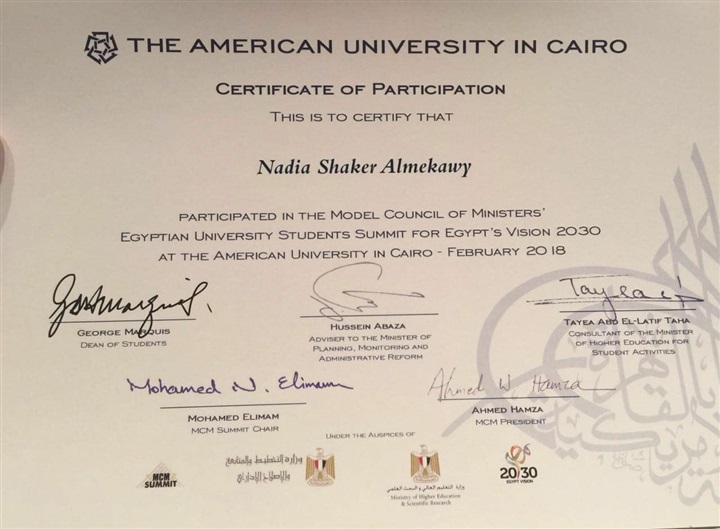 THE AMERICAN UNIVERSITY IN CAIRO
CERTIFICATE OF PARTICIPATION
THIS IS TO CERTIFY THAT
Nadia Shaker Almekawy
PARTICIPATED IN THE MODEL COUNCIL OF MINISTERS'
EGYPTIAN UNIVERSITY STUDENTS SUMMIT FOR EGYPT'S VISION 2030
AT THE AMERICAN UNIVERSITY IN CAIRO - FEBRUARY 2018
GEORGE MARQUIS
DEAN OF STUDENTS
HUSSEIN ABAZA
ADVISER TO THE MINISTER OF
PLANNING, MONITORING AND
ADMINISTRATIVE REFORM
TAYEA ABD EL-LATIF TAHA
CONSULTANT OF THE MINISTER
OF HIGHER EDUCATION FOR
STUDENT ACTIVITIES
Mohamed N. Elimam
MOHAMED ELIMAM
MCM SUMMIT CHAIR
Ahmed W. Hamza
AHMED HAMZA
MCM PRESIDENT
UNDER THE AUSPICES OF
MCM
SUMMIT
وزارة التخطيط والمتابعة
والإصلاح الإداري
وزارة التعليم العالي والبحث العلمي
Ministry of Higher Education
& Scientific Research
2030
EGYPT VISION